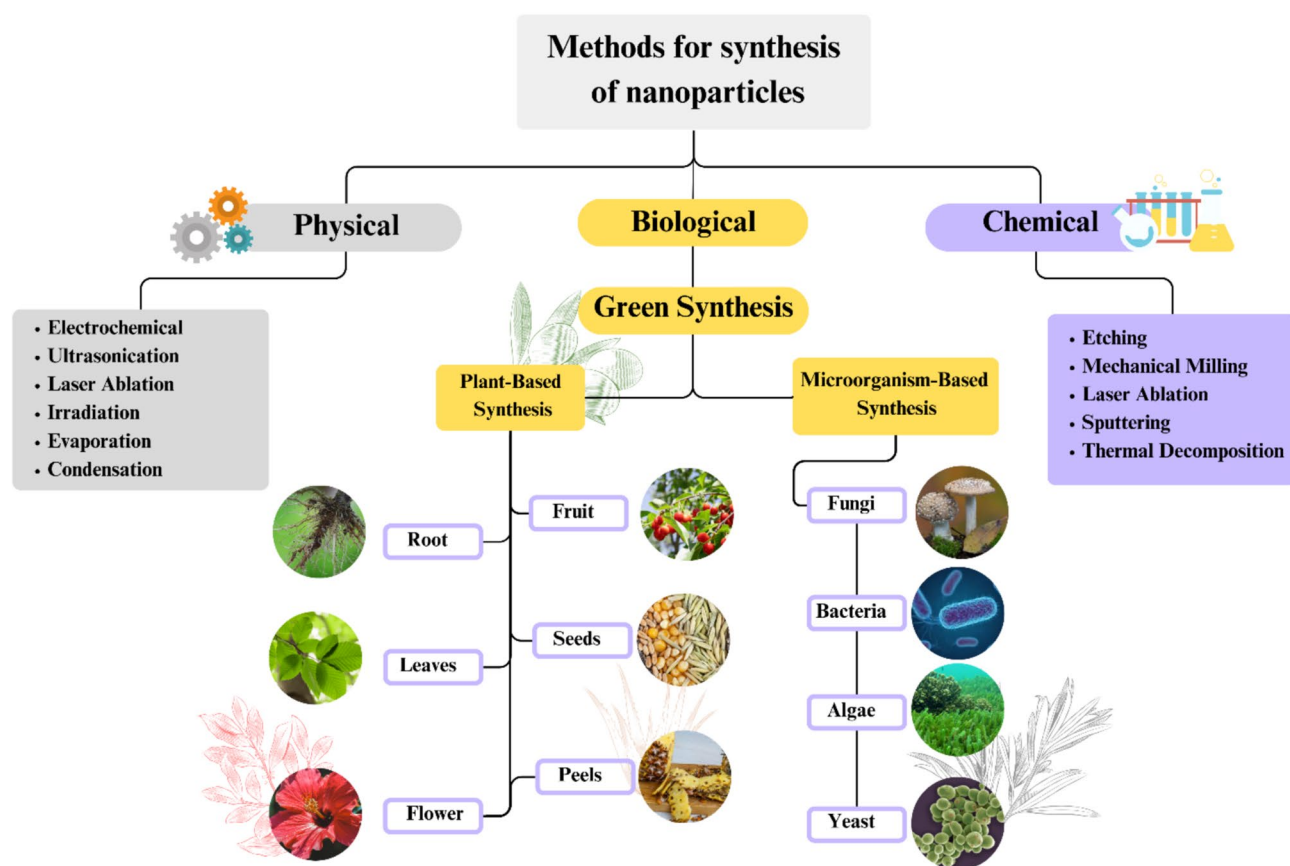 Methods for synthesis
of nanoparticles
Physical
Biological
Chemical
Green Synthesis
• Electrochemical
• Ultrasonication
• Laser Ablation
• Irradiation
• Evaporation
• Condensation
Plant-Based
Synthesis
Microorganism-Based
Synthesis
• Etching
• Mechanical Milling
• Laser Ablation
• Sputtering
• Thermal Decomposition
Root
Fruit
Leaves
Seeds
Flower
Peels
Fungi
Bacteria
Algae
Yeast